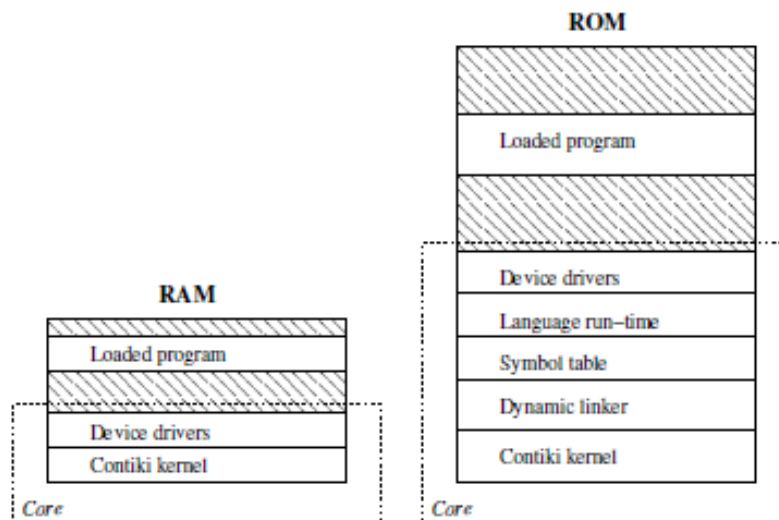 RAM
Loaded program
Device drivers
Contiki kernel
Core
ROM
Loaded program
Device drivers
Language run-time
Symbol table
Dynamic linker
Contiki kernel
Core